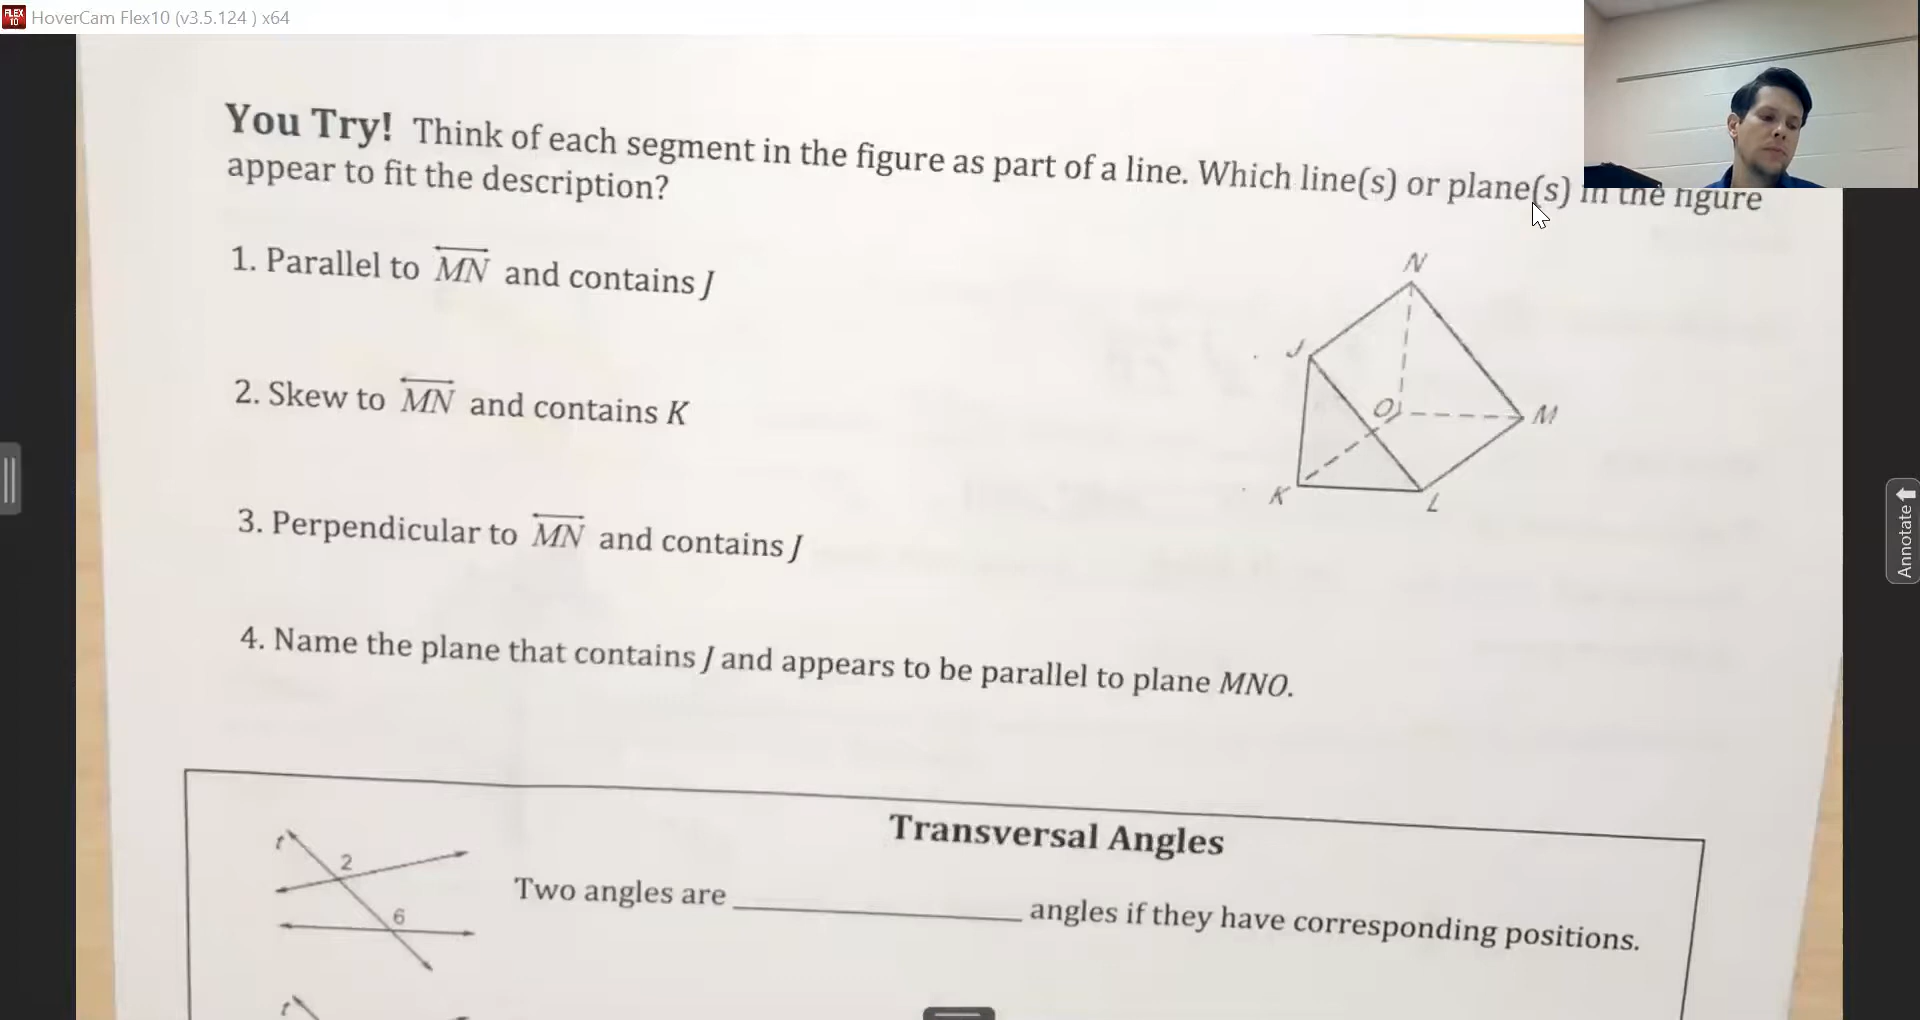 FLEX 10 HoverCam Flex10 (v3.5.124 ) x64
You Try! Think of each segment in the figure as part of a line. Which line(s) or plane(s) in the figure
appear to fit the description?
1. Parallel to MN and contains J
2. Skew to MN and contains K
3. Perpendicular to MN and contains J
4. Name the plane that contains J and appears to be parallel to plane MNO.
N
J
O
M
K
L
Annotate
Transversal Angles
t
2
6
Two angles are ____________ angles if they have corresponding positions.
t